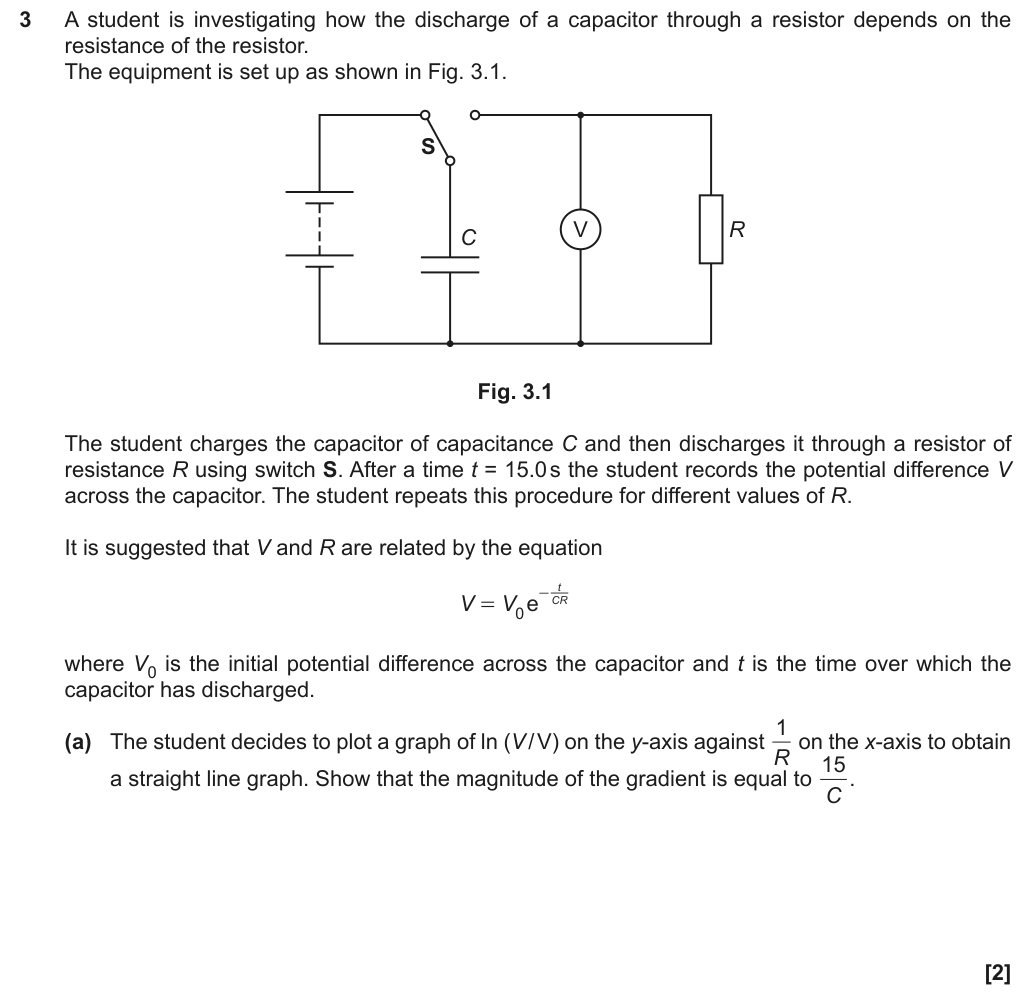 3 A student is investigating how the discharge of a capacitor through a resistor depends on the
resistance of the resistor.
The equipment is set up as shown in Fig. 3.1.
S
C
V
R
Fig. 3.1
The student charges the capacitor of capacitance C and then discharges it through a resistor of
resistance R using switch S. After a time t = 15.0 s the student records the potential difference V
across the capacitor. The student repeats this procedure for different values of R.
It is suggested that V and R are related by the equation
V = V₀e^(−t/CR)
where V₀ is the initial potential difference across the capacitor and t is the time over which the
capacitor has discharged.
(a) The student decides to plot a graph of ln (V/V) on the y-axis against 1/R on the x-axis to obtain
a straight line graph. Show that the magnitude of the gradient is equal to 15/C.
[2]